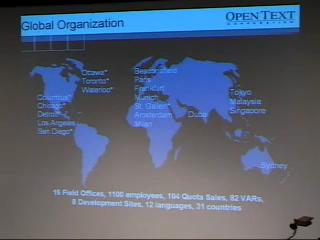 Global Organization
OPEN TEXT
CORPORATION
Ottawa*
Toronto*
Waterloo*
Columbus*
Chicago*
Detroit*
Los Angeles
San Diego*
Beaconsfield
Paris
Frankfurt
Munich*
St. Gallen*
Amsterdam
Milan
Dubai
Tokyo
Malaysia
Singapore
Sydney
16 Field Offices, 1100 employees, 104 Quota Sales, 82 VARs,
8 Development Sites, 12 languages, 31 countries